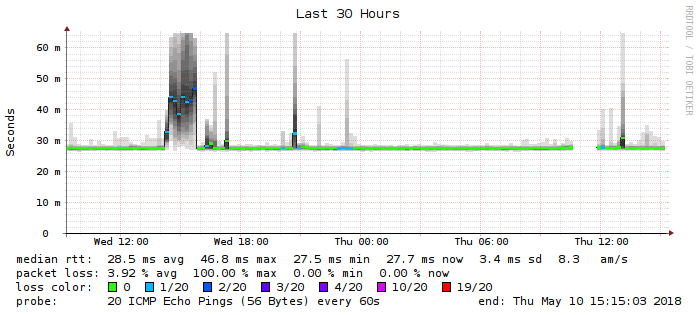 Last 30 Hours
RRDTOOL / TOBI OETIKER
Seconds
60 m
50 m
40 m
30 m
20 m
10 m
0
Wed 12:00 Wed 18:00 Thu 00:00 Thu 06:00 Thu 12:00
median rtt: 28.5 ms avg 46.8 ms max 27.5 ms min 27.7 ms now 3.4 ms sd 8.3 am/s
packet loss: 3.92 % avg 100.00 % max 0.00 % min 0.00 % now
loss color: 0 1/20 2/20 3/20 4/20 10/20 19/20
probe: 20 ICMP Echo Pings (56 Bytes) every 60s end: Thu May 10 15:15:03 2018